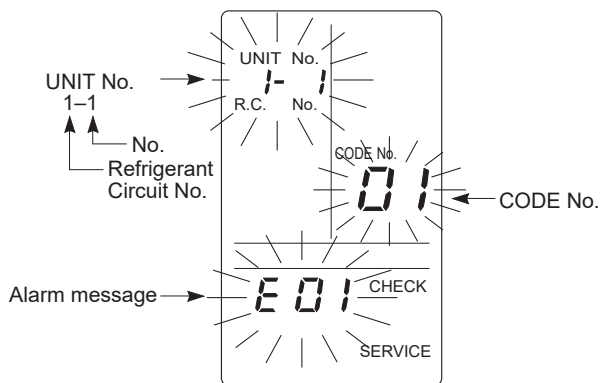 UNIT No.
1–1
No.
Refrigerant
Circuit No.
UNIT No.
1- 1
R.C. No.
CODE No.
01
CODE No.
Alarm message
E01
CHECK
SERVICE